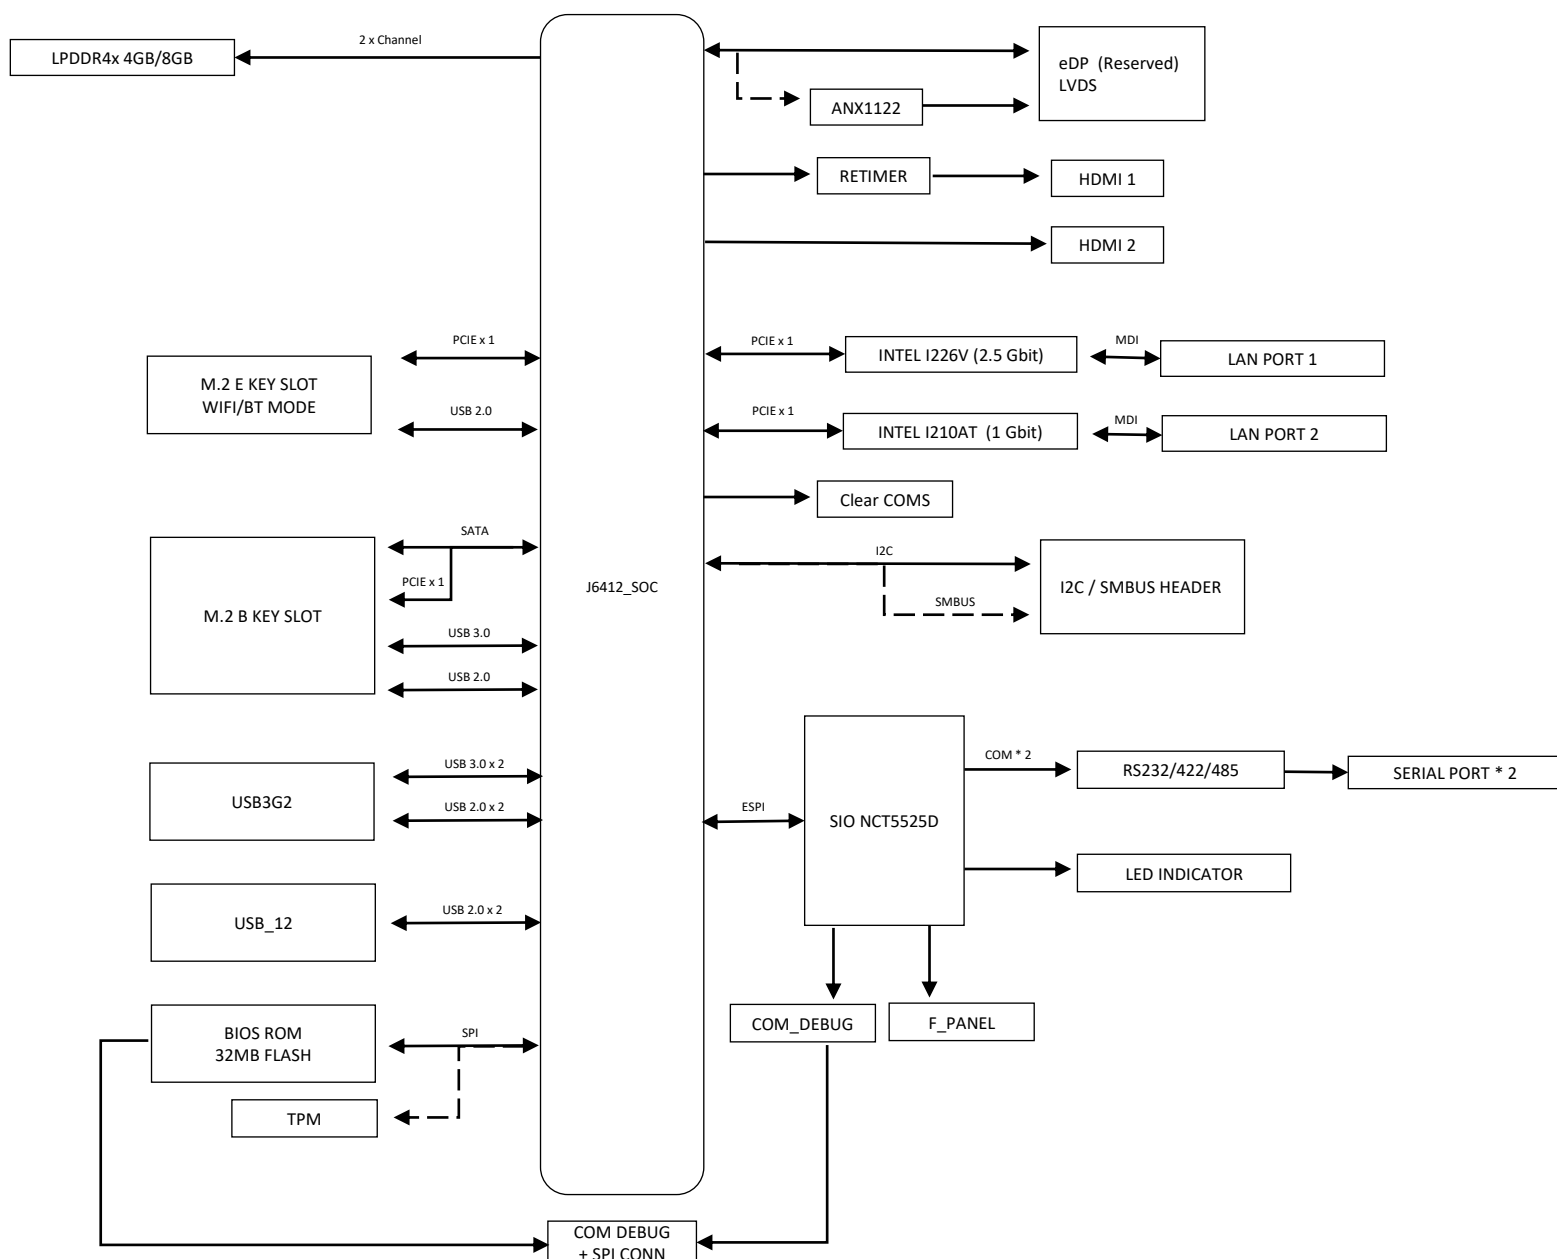 2 x Channel
LPDDR4x 4GB/8GB
eDP  (Reserved)
LVDS
ANX1122
RETIMER
HDMI 1
HDMI 2
PCIE x 1
M.2 E KEY SLOT
WIFI/BT MODE
USB 2.0
PCIE x 1
INTEL I226V (2.5 Gbit)
MDI
LAN PORT 1
PCIE x 1
INTEL I210AT  (1 Gbit)
MDI
LAN PORT 2
Clear COMS
SATA
PCIE x 1
M.2 B KEY SLOT
USB 3.0
USB 2.0
J6412_SOC
I2C
SMBUS
I2C / SMBUS HEADER
USB 3.0 x 2
USB3G2
USB 2.0 x 2
ESPI
SIO NCT5525D
COM * 2
RS232/422/485
SERIAL PORT * 2
LED INDICATOR
USB_12
USB 2.0 x 2
COM_DEBUG
F_PANEL
BIOS ROM
32MB FLASH
SPI
TPM
COM DEBUG
+ SPI CONN